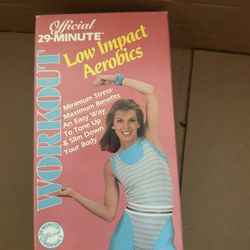 Official
29-MINUTE
WORKOUT
Low Impact
Aerobics
Minimum Stress-
Maximum Benefits
An Easy Way
To Tone Up
& Slim Down
Your Body